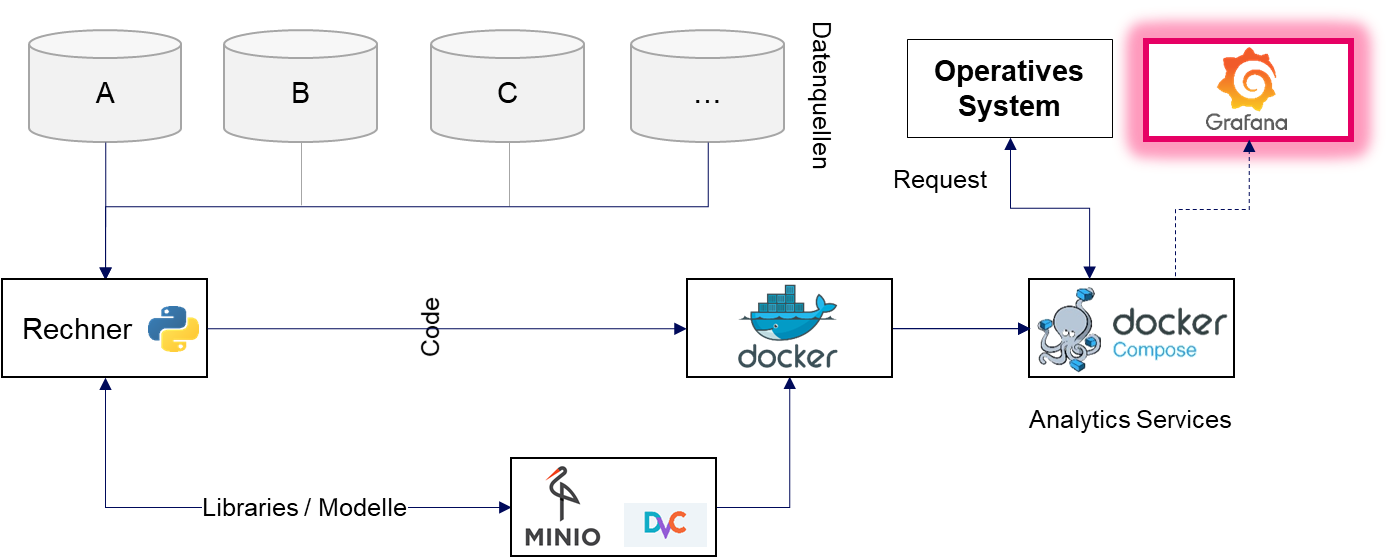 A
B
C
...
Datenquellen
Operatives
System
Grafana
Request
Rechner
Code
docker
docker
Compose
Analytics Services
Libraries / Modelle
MINIO
DVC